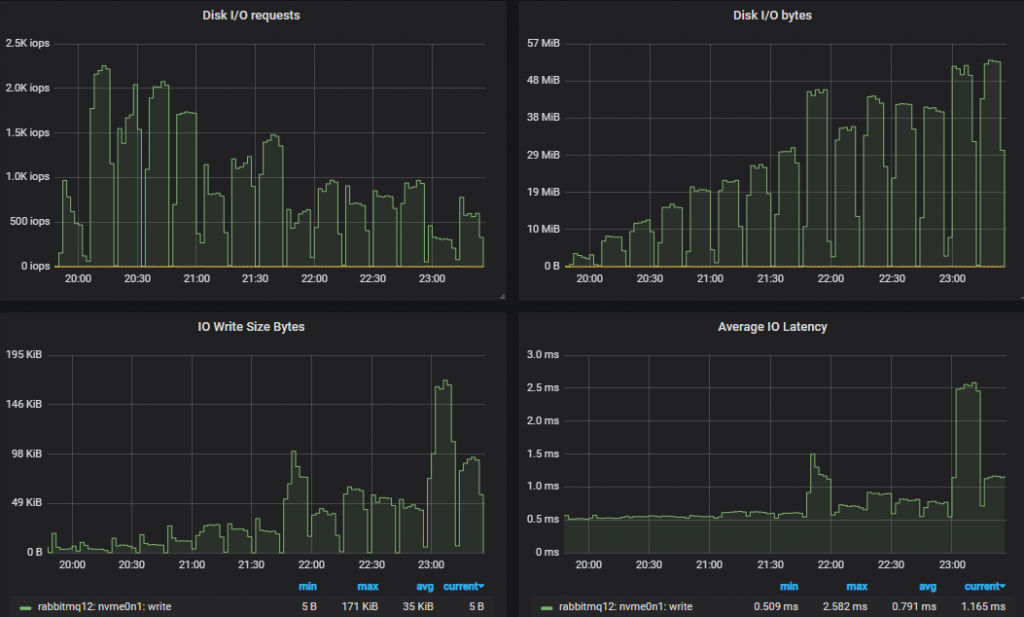 Disk I/O requests
2.5K iops
2.0K iops
1.5K iops
1.0K iops
500 iops
0 iops
20:00 20:30 21:00 21:30 22:00 22:30 23:00
Disk I/O bytes
57 MiB
48 MiB
38 MiB
29 MiB
19 MiB
10 MiB
0 B
20:00 20:30 21:00 21:30 22:00 22:30 23:00
IO Write Size Bytes
195 KiB
146 KiB
98 KiB
49 KiB
0 B
20:00 20:30 21:00 21:30 22:00 22:30 23:00
min max avg current
rabbitmq12: nvme0n1: write 5 B 171 KiB 35 KiB 5 B
Average IO Latency
3.0 ms
2.5 ms
2.0 ms
1.5 ms
1.0 ms
0.5 ms
0 ms
20:00 20:30 21:00 21:30 22:00 22:30 23:00
min max avg current
rabbitmq12: nvme0n1: write 0.509 ms 2.582 ms 0.791 ms 1.165 ms